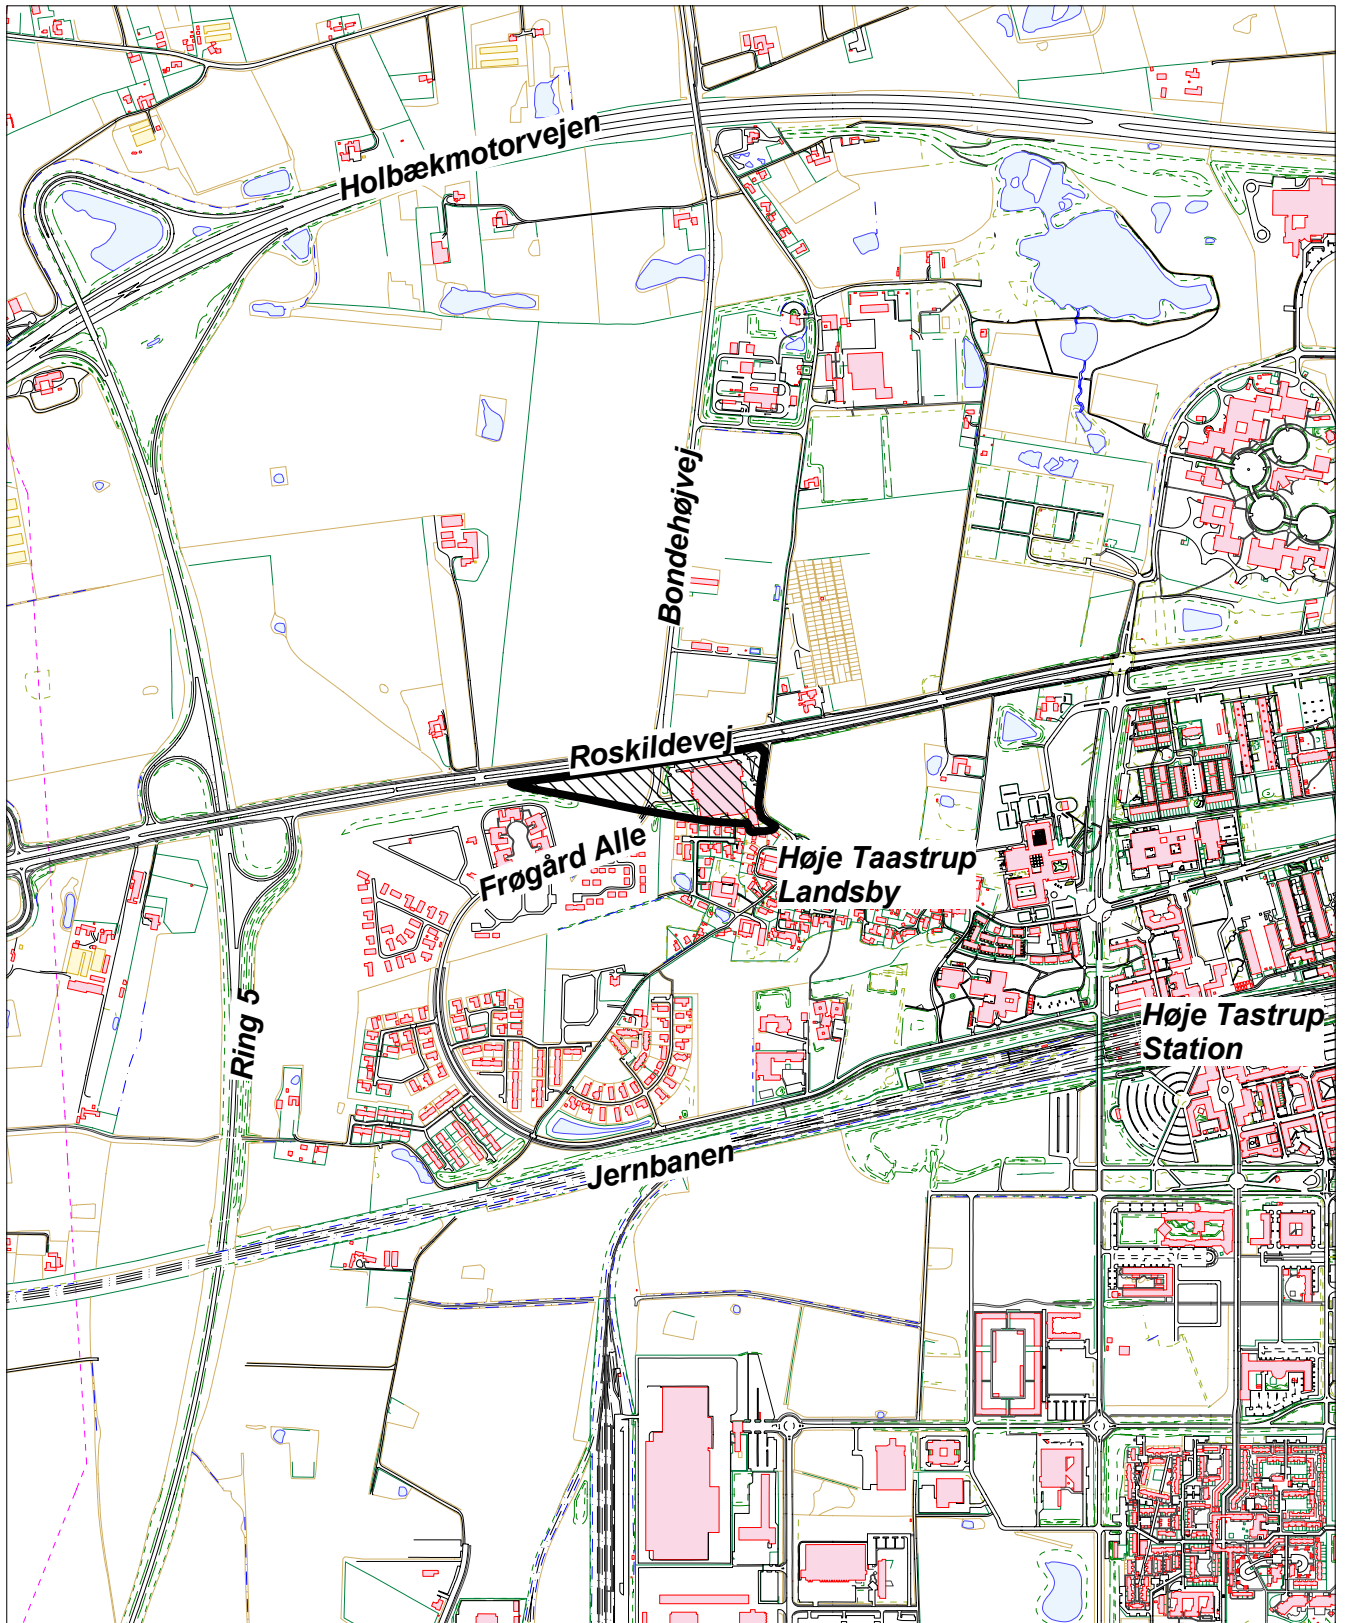 Holbækmotorvejen
Bondehøjvej
Roskildevej
Frøgård Alle
Høje Taastrup
Landsby
Ring 5
Høje Tastrup
Station
Jernbanen